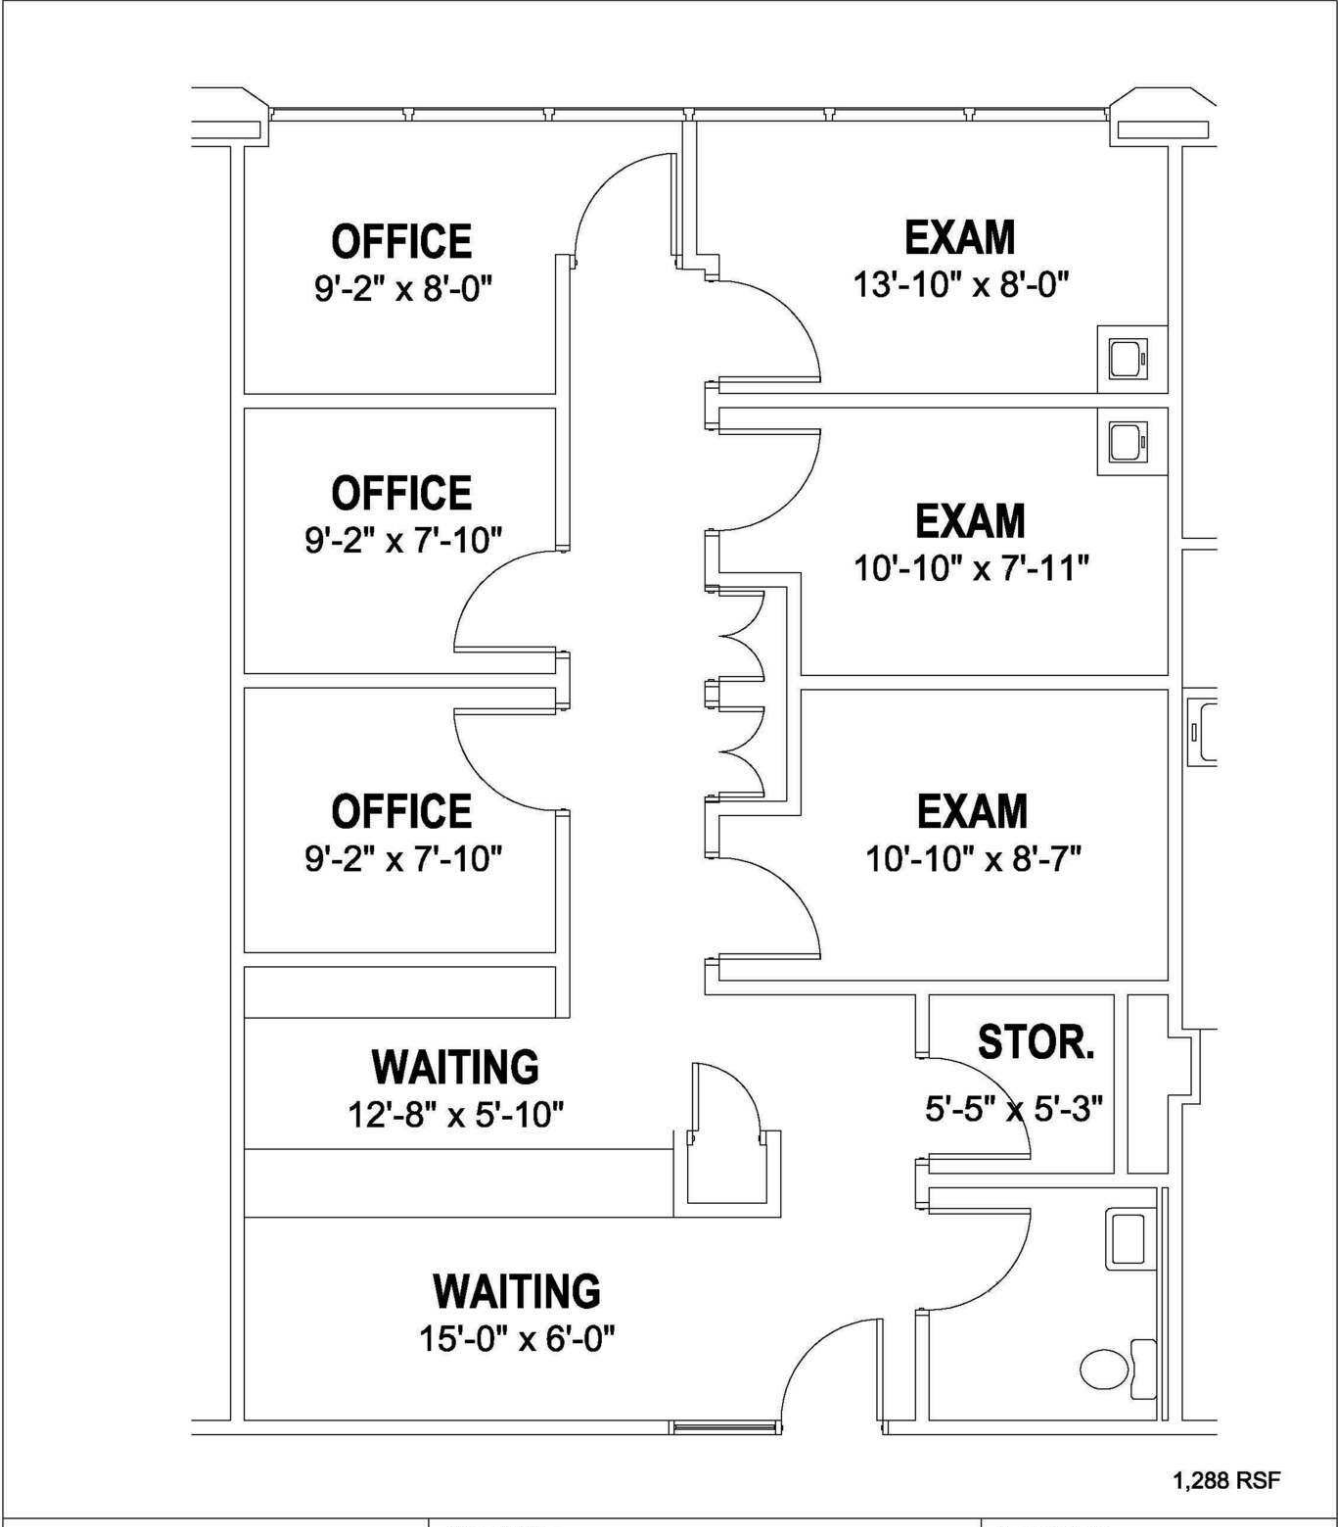 OFFICE
9'-2" x 8'-0"
EXAM
13'-10" x 8'-0"
OFFICE
9'-2" x 7'-10"
EXAM
10'-10" x 7'-11"
OFFICE
9'-2" x 7'-10"
EXAM
10'-10" x 8'-7"
WAITING
12'-8" x 5'-10"
STOR.
5'-5" x 5'-3"
WAITING
15'-0" x 6'-0"
1,288 RSF